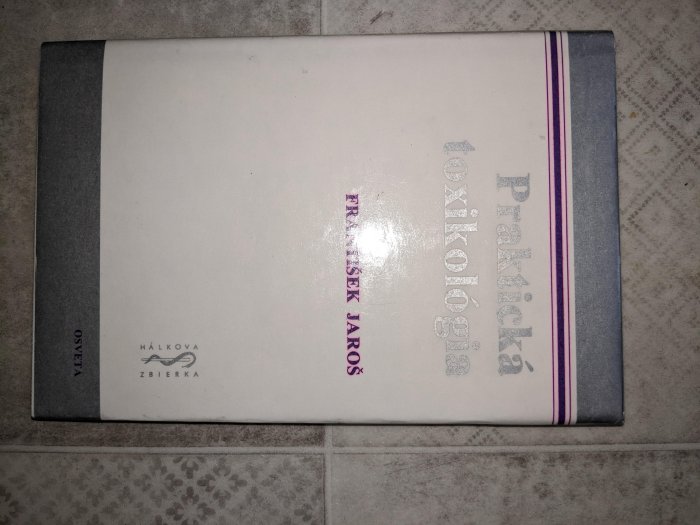 Praktická
toxikológia
FRANTIŠEK JAROŠ
HÁLKOVA
ZBIERKA
OSVETA